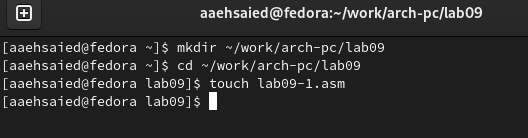 aaehsaied@fedora:~/work/arch-pc/lab09
[aaehsaied@fedora ~]$ mkdir ~/work/arch-pc/lab09
[aaehsaied@fedora ~]$ cd ~/work/arch-pc/lab09
[aaehsaied@fedora lab09]$ touch lab09-1.asm
[aaehsaied@fedora lab09]$